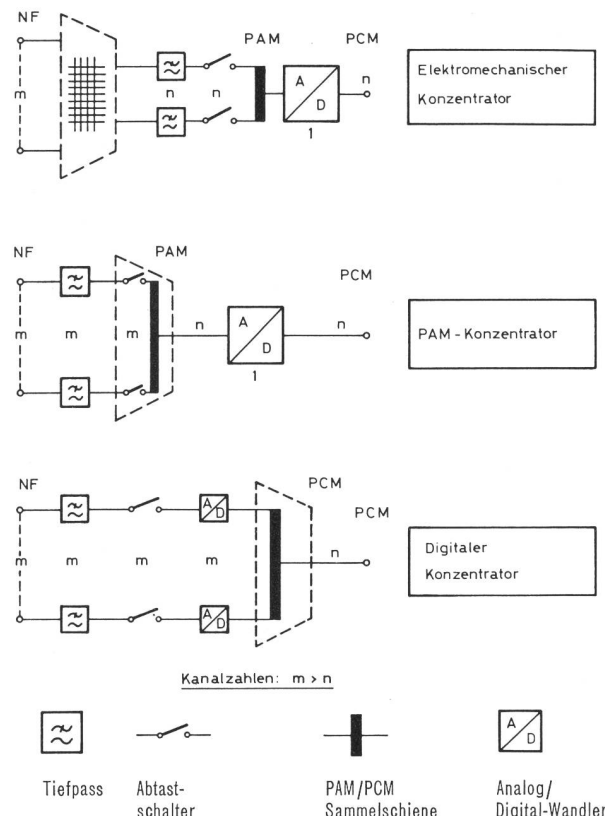 NF
PAM
PCM
m
n
n
A
D
n
1
Elektromechanischer
Konzentrator
NF
PAM
PCM
m
m
m
n
A
D
n
1
PAM - Konzentrator
NF
PCM
PCM
A
D
m
m
m
m
n
A
D
Digitaler
Konzentrator
Kanalzahlen: m > n
A
D
Tiefpass
Abtast-
schalter
PAM/PCM
Sammelschiene
Analog/
Digital-Wandler